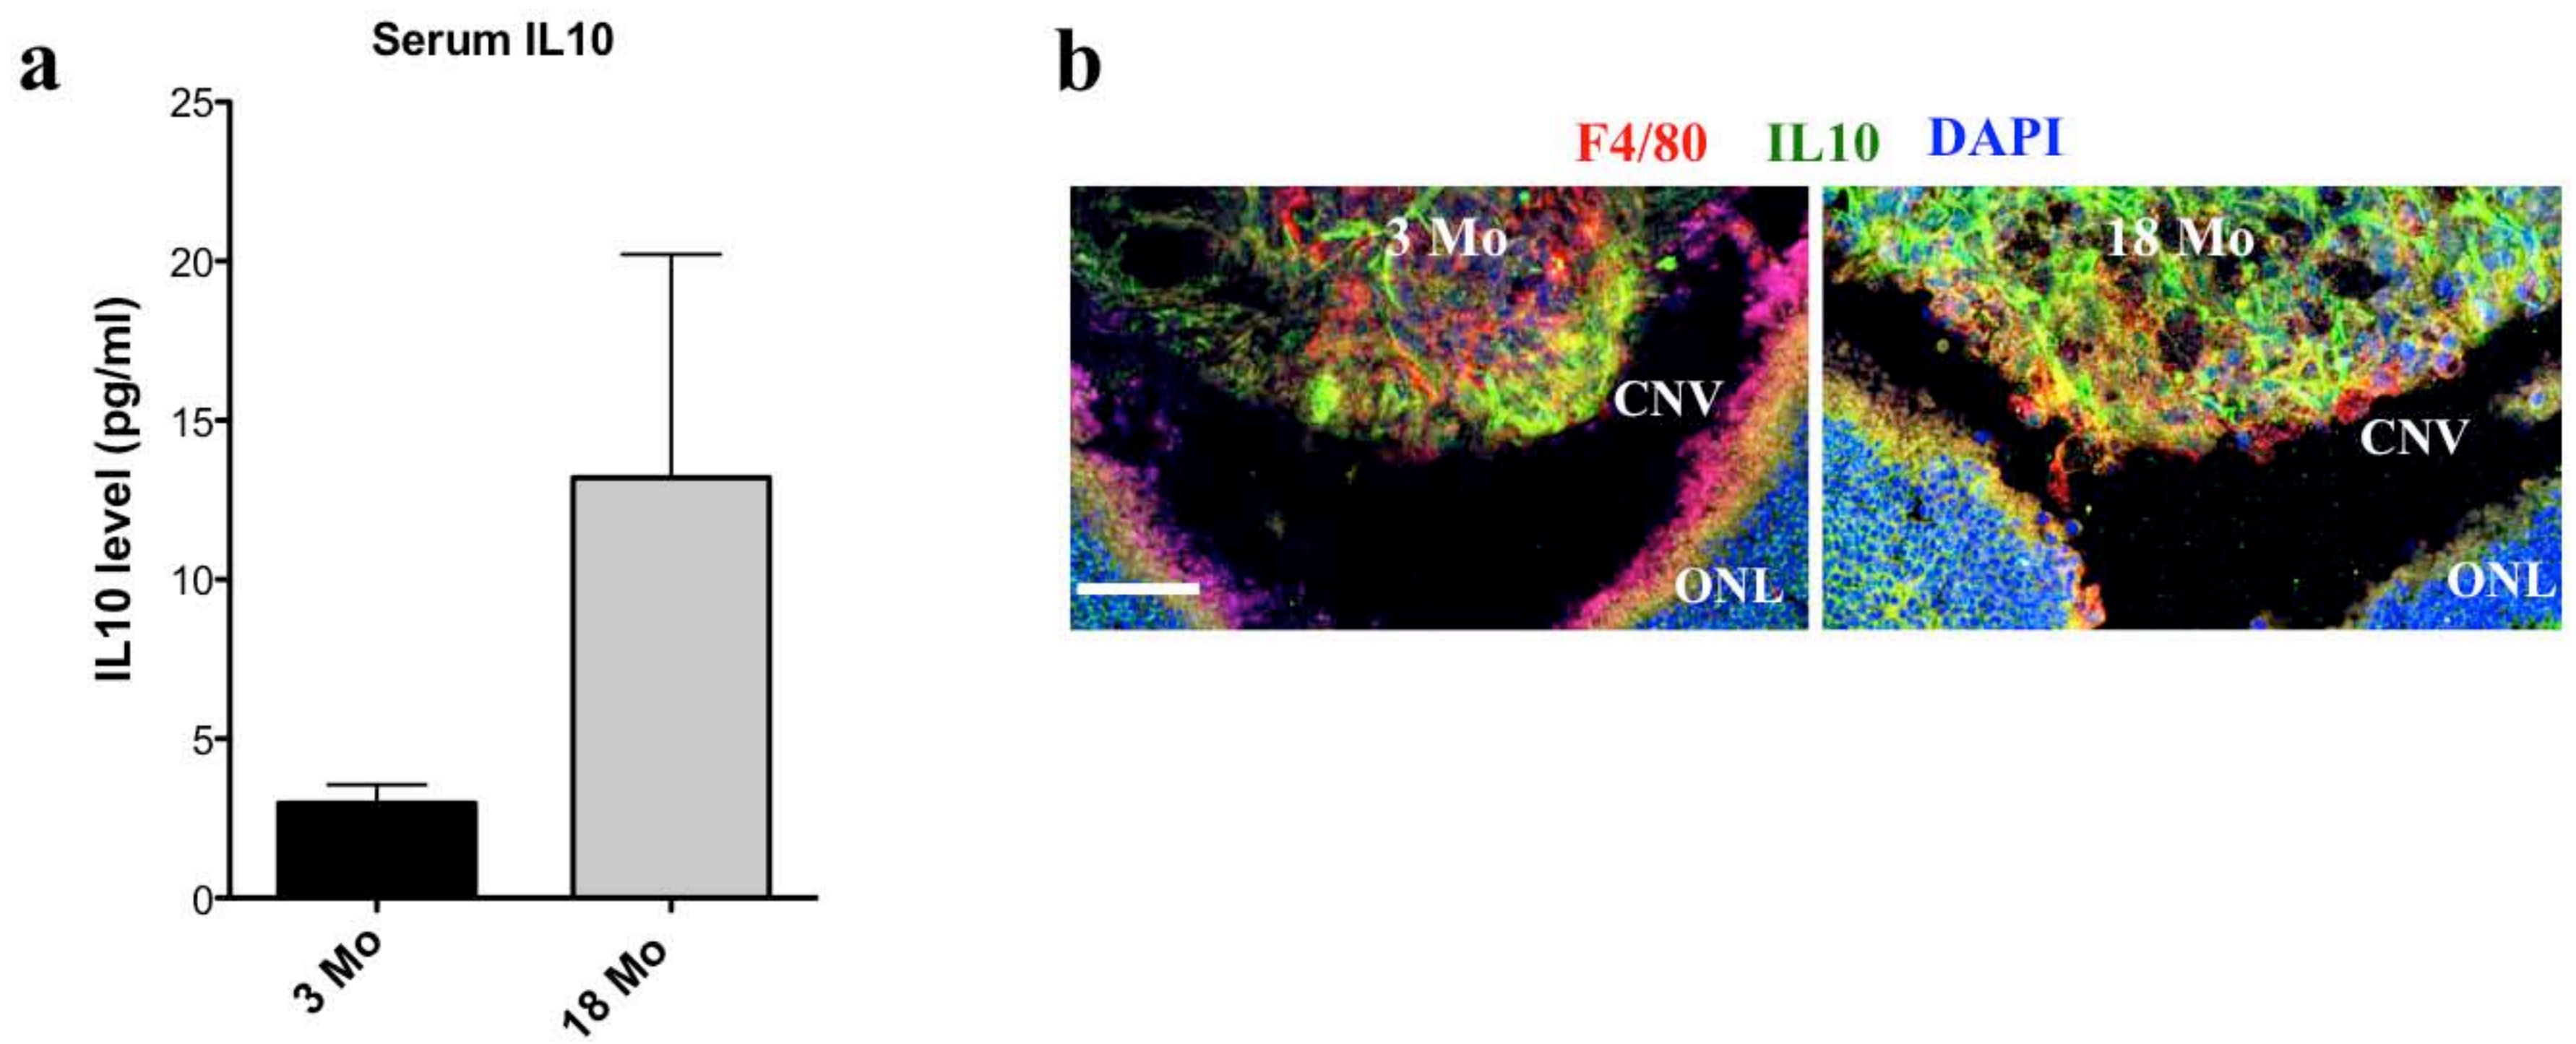 a
Serum IL10
IL10 level (pg/ml)
25
20
15
10
5
0
3 Mo
18 Mo
b
F4/80 IL10 DAPI
3 Mo
CNV
ONL
18 Mo
CNV
ONL